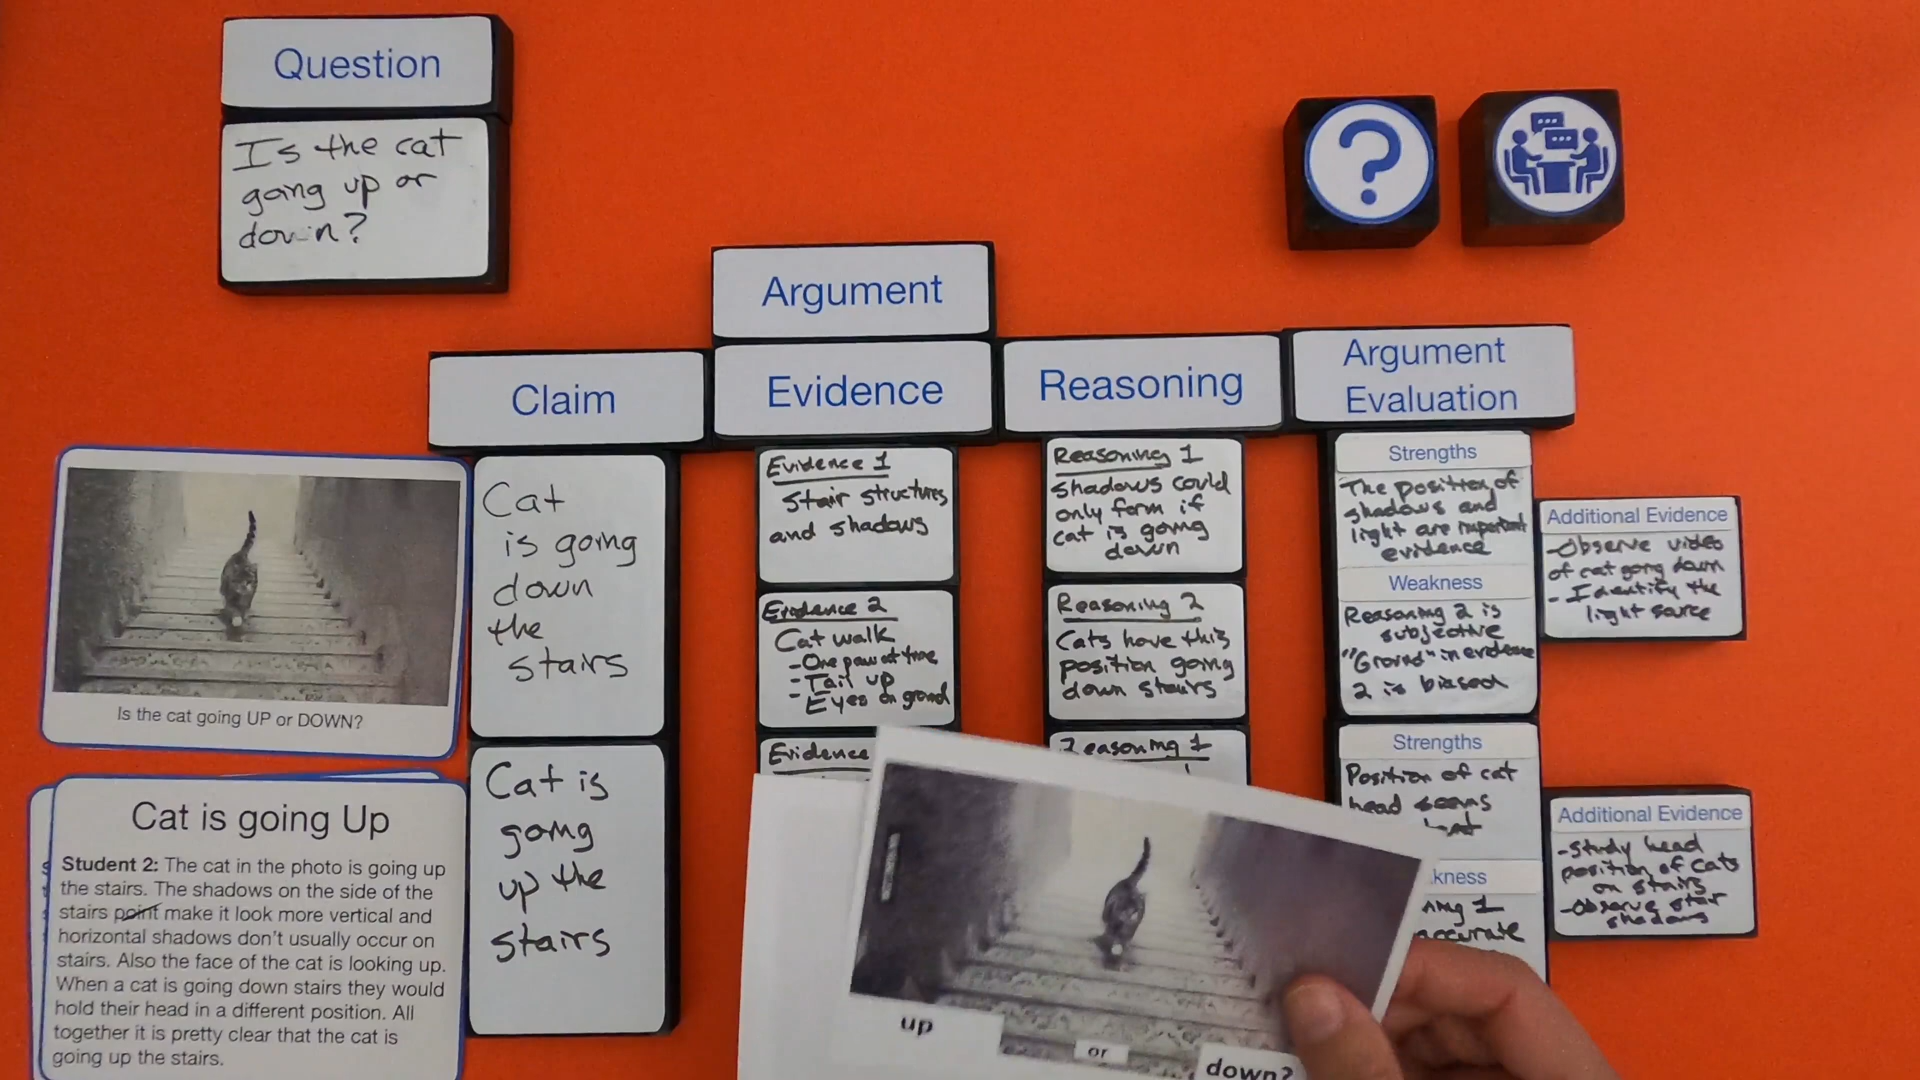 Question
Is the cat
going up or
down?
Argument
Claim
Evidence
Reasoning
Argument
Evaluation
Is the cat going UP or DOWN?
Cat
is going
down
the
stairs
Evidence 1
Stair structures
and shadows
Reasoning 1
shadows could
only form if
cat is going
down
Strengths
The position of
shadows and
light are important
evidence
Weakness
Reasoning 2 is
subjective
"Ground" in evidence
2 is biased
Additional Evidence
-Observe video
of cat going down
- Identify the
light source
Evidence 2
Cat walk
-One paw at time
-Tail up
- Eyes on ground
Reasoning 2
Cats have this
position going
down stairs
Cat is going Up
Student 2: The cat in the photo is going up
the stairs. The shadows on the side of the
stairs point make it look more vertical and
horizontal shadows don't usually occur on
stairs. Also the face of the cat is looking up.
When a cat is going down stairs they would
hold their head in a different position. All
together it is pretty clear that the cat is
going up the stairs.
Cat is
going
up the
stairs
Evidence
Reasoning 1
Strengths
Position of cat
head seems
kness
1
accurate
Additional Evidence
-Study head
position of cats
on stairs
-Observe stair
shadows
up
or
down?